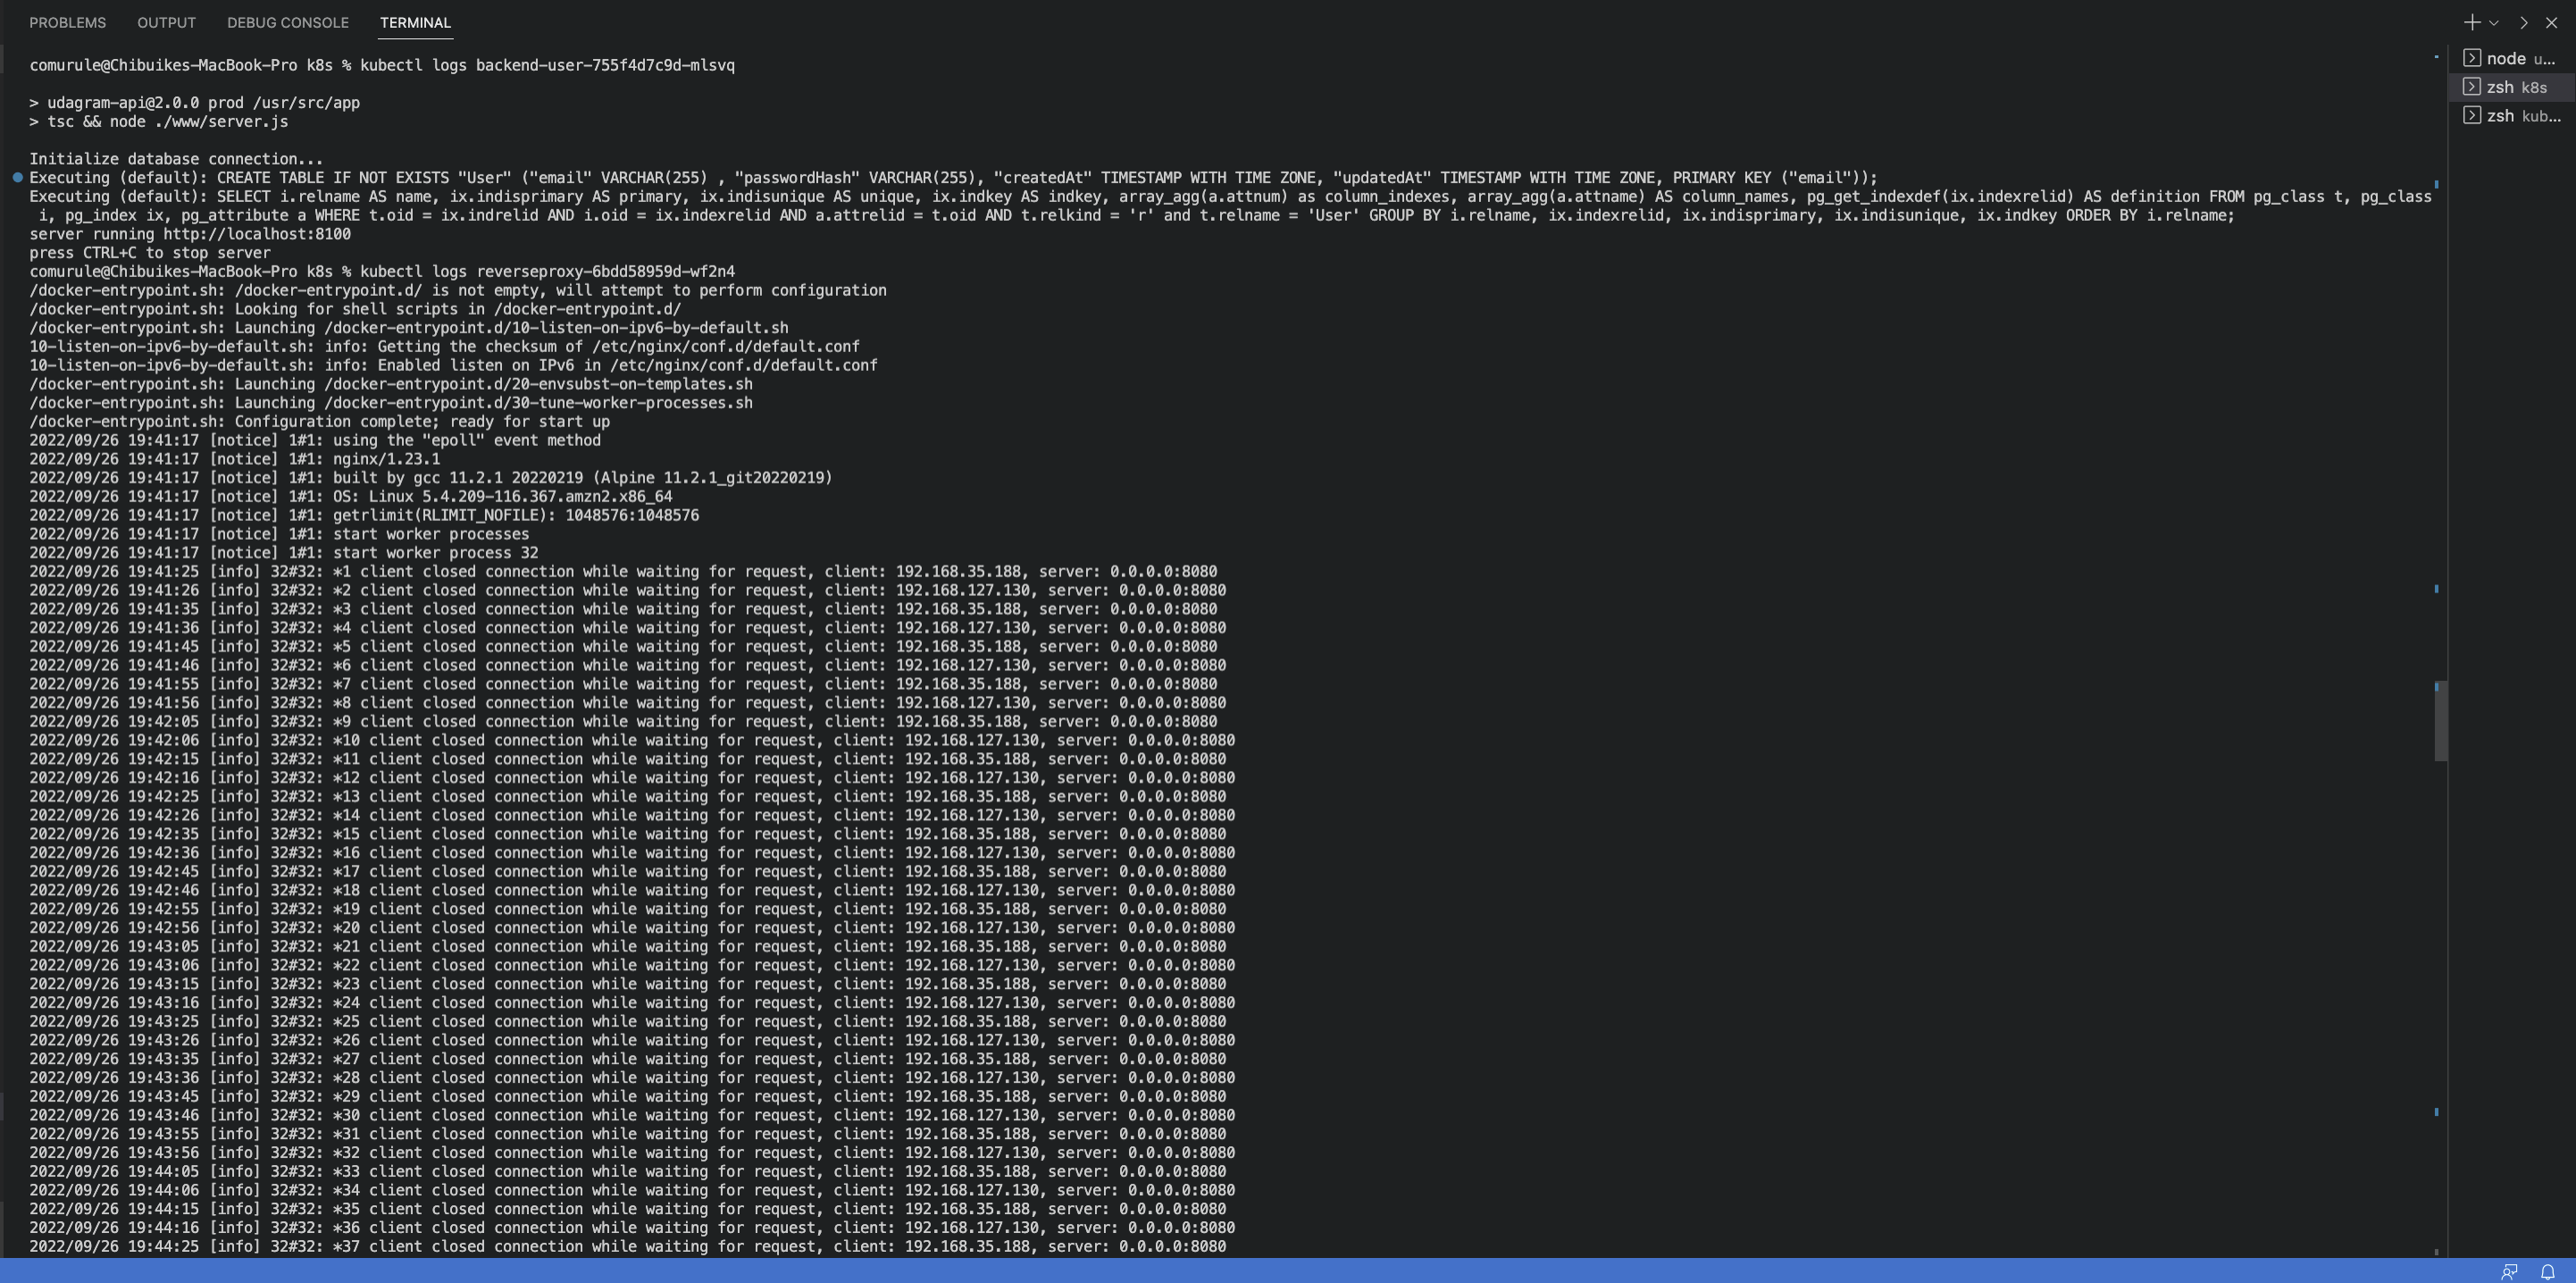 PROBLEMS OUTPUT DEBUG CONSOLE TERMINAL
comurule@Chibuikes-MacBook-Pro k8s % kubectl logs backend-user-755f4d7c9d-mlsvq
> udagram-api@2.0.0 prod /usr/src/app
> tsc && node ./www/server.js
Initialize database connection...
Executing (default): CREATE TABLE IF NOT EXISTS "User" ("email" VARCHAR(255) , "passwordHash" VARCHAR(255), "createdAt" TIMESTAMP WITH TIME ZONE, "updatedAt" TIMESTAMP WITH TIME ZONE, PRIMARY KEY ("email"));
Executing (default): SELECT i.relname AS name, ix.indisprimary AS primary, ix.indisunique AS unique, ix.indkey AS indkey, array_agg(a.attnum) as column_indexes, array_agg(a.attname) AS column_names, pg_get_indexdef(ix.indexrelid) AS definition FROM pg_class t, pg_class
i, pg_index ix, pg_attribute a WHERE t.oid = ix.indrelid AND i.oid = ix.indexrelid AND a.attrelid = t.oid AND t.relkind = 'r' and t.relname = 'User' GROUP BY i.relname, ix.indexrelid, ix.indisprimary, ix.indisunique, ix.indkey ORDER BY i.relname;
server running http://localhost:8100
press CTRL+C to stop server
comurule@Chibuikes-MacBook-Pro k8s % kubectl logs reverseproxy-6bdd58959d-wf2n4
/docker-entrypoint.sh: /docker-entrypoint.d/ is not empty, will attempt to perform configuration
/docker-entrypoint.sh: Looking for shell scripts in /docker-entrypoint.d/
/docker-entrypoint.sh: Launching /docker-entrypoint.d/10-listen-on-ipv6-by-default.sh
10-listen-on-ipv6-by-default.sh: info: Getting the checksum of /etc/nginx/conf.d/default.conf
10-listen-on-ipv6-by-default.sh: info: Enabled listen on IPv6 in /etc/nginx/conf.d/default.conf
/docker-entrypoint.sh: Launching /docker-entrypoint.d/20-envsubst-on-templates.sh
/docker-entrypoint.sh: Launching /docker-entrypoint.d/30-tune-worker-processes.sh
/docker-entrypoint.sh: Configuration complete; ready for start up
2022/09/26 19:41:17 [notice] 1#1: using the "epoll" event method
2022/09/26 19:41:17 [notice] 1#1: nginx/1.23.1
2022/09/26 19:41:17 [notice] 1#1: built by gcc 11.2.1 20220219 (Alpine 11.2.1_git20220219)
2022/09/26 19:41:17 [notice] 1#1: OS: Linux 5.4.209-116.367.amzn2.x86_64
2022/09/26 19:41:17 [notice] 1#1: getrlimit(RLIMIT_NOFILE): 1048576:1048576
2022/09/26 19:41:17 [notice] 1#1: start worker processes
2022/09/26 19:41:17 [notice] 1#1: start worker process 32
2022/09/26 19:41:25 [info] 32#32: *1 client closed connection while waiting for request, client: 192.168.35.188, server: 0.0.0.0:8080
2022/09/26 19:41:26 [info] 32#32: *2 client closed connection while waiting for request, client: 192.168.127.130, server: 0.0.0.0:8080
2022/09/26 19:41:35 [info] 32#32: *3 client closed connection while waiting for request, client: 192.168.35.188, server: 0.0.0.0:8080
2022/09/26 19:41:36 [info] 32#32: *4 client closed connection while waiting for request, client: 192.168.127.130, server: 0.0.0.0:8080
2022/09/26 19:41:45 [info] 32#32: *5 client closed connection while waiting for request, client: 192.168.35.188, server: 0.0.0.0:8080
2022/09/26 19:41:46 [info] 32#32: *6 client closed connection while waiting for request, client: 192.168.127.130, server: 0.0.0.0:8080
2022/09/26 19:41:55 [info] 32#32: *7 client closed connection while waiting for request, client: 192.168.35.188, server: 0.0.0.0:8080
2022/09/26 19:41:56 [info] 32#32: *8 client closed connection while waiting for request, client: 192.168.127.130, server: 0.0.0.0:8080
2022/09/26 19:42:05 [info] 32#32: *9 client closed connection while waiting for request, client: 192.168.35.188, server: 0.0.0.0:8080
2022/09/26 19:42:06 [info] 32#32: *10 client closed connection while waiting for request, client: 192.168.127.130, server: 0.0.0.0:8080
2022/09/26 19:42:15 [info] 32#32: *11 client closed connection while waiting for request, client: 192.168.35.188, server: 0.0.0.0:8080
2022/09/26 19:42:16 [info] 32#32: *12 client closed connection while waiting for request, client: 192.168.127.130, server: 0.0.0.0:8080
2022/09/26 19:42:25 [info] 32#32: *13 client closed connection while waiting for request, client: 192.168.35.188, server: 0.0.0.0:8080
2022/09/26 19:42:26 [info] 32#32: *14 client closed connection while waiting for request, client: 192.168.127.130, server: 0.0.0.0:8080
2022/09/26 19:42:35 [info] 32#32: *15 client closed connection while waiting for request, client: 192.168.35.188, server: 0.0.0.0:8080
2022/09/26 19:42:36 [info] 32#32: *16 client closed connection while waiting for request, client: 192.168.127.130, server: 0.0.0.0:8080
2022/09/26 19:42:45 [info] 32#32: *17 client closed connection while waiting for request, client: 192.168.35.188, server: 0.0.0.0:8080
2022/09/26 19:42:46 [info] 32#32: *18 client closed connection while waiting for request, client: 192.168.127.130, server: 0.0.0.0:8080
2022/09/26 19:42:55 [info] 32#32: *19 client closed connection while waiting for request, client: 192.168.35.188, server: 0.0.0.0:8080
2022/09/26 19:42:56 [info] 32#32: *20 client closed connection while waiting for request, client: 192.168.127.130, server: 0.0.0.0:8080
2022/09/26 19:43:05 [info] 32#32: *21 client closed connection while waiting for request, client: 192.168.35.188, server: 0.0.0.0:8080
2022/09/26 19:43:06 [info] 32#32: *22 client closed connection while waiting for request, client: 192.168.127.130, server: 0.0.0.0:8080
2022/09/26 19:43:15 [info] 32#32: *23 client closed connection while waiting for request, client: 192.168.35.188, server: 0.0.0.0:8080
2022/09/26 19:43:16 [info] 32#32: *24 client closed connection while waiting for request, client: 192.168.127.130, server: 0.0.0.0:8080
2022/09/26 19:43:25 [info] 32#32: *25 client closed connection while waiting for request, client: 192.168.35.188, server: 0.0.0.0:8080
2022/09/26 19:43:26 [info] 32#32: *26 client closed connection while waiting for request, client: 192.168.127.130, server: 0.0.0.0:8080
2022/09/26 19:43:35 [info] 32#32: *27 client closed connection while waiting for request, client: 192.168.35.188, server: 0.0.0.0:8080
2022/09/26 19:43:36 [info] 32#32: *28 client closed connection while waiting for request, client: 192.168.127.130, server: 0.0.0.0:8080
2022/09/26 19:43:45 [info] 32#32: *29 client closed connection while waiting for request, client: 192.168.35.188, server: 0.0.0.0:8080
2022/09/26 19:43:46 [info] 32#32: *30 client closed connection while waiting for request, client: 192.168.127.130, server: 0.0.0.0:8080
2022/09/26 19:43:55 [info] 32#32: *31 client closed connection while waiting for request, client: 192.168.35.188, server: 0.0.0.0:8080
2022/09/26 19:43:56 [info] 32#32: *32 client closed connection while waiting for request, client: 192.168.127.130, server: 0.0.0.0:8080
2022/09/26 19:44:05 [info] 32#32: *33 client closed connection while waiting for request, client: 192.168.35.188, server: 0.0.0.0:8080
2022/09/26 19:44:06 [info] 32#32: *34 client closed connection while waiting for request, client: 192.168.127.130, server: 0.0.0.0:8080
2022/09/26 19:44:15 [info] 32#32: *35 client closed connection while waiting for request, client: 192.168.35.188, server: 0.0.0.0:8080
2022/09/26 19:44:16 [info] 32#32: *36 client closed connection while waiting for request, client: 192.168.127.130, server: 0.0.0.0:8080
2022/09/26 19:44:25 [info] 32#32: *37 client closed connection while waiting for request, client: 192.168.35.188, server: 0.0.0.0:8080
node u...
zsh k8s
zsh kub...